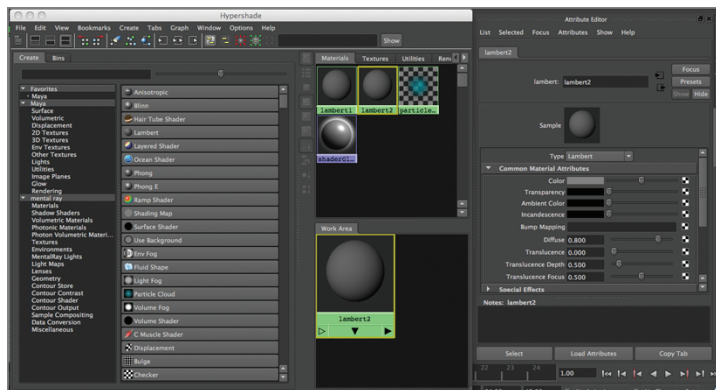 Hypershade
File Edit View Bookmarks Create Tabs Graph Window Options Help
Show
Create Bins
Favorites
Maya
Maya
Surface
Volumetric
Displacement
2D Textures
3D Textures
Env Textures
Other Textures
Lights
Utilities
Image Planes
Glow
Rendering
mental ray
Materials
Shadow Shaders
Volumetric Materials
Photonic Materials
Photon Volumetric Materi...
Textures
Environments
MentalRay Lights
Light Maps
Lenses
Geometry
Contour Store
Contour Contrast
Contour Shader
Contour Output
Sample Compositing
Data Conversion
Miscellaneous
Anisotropic
Blinn
Hair Tube Shader
Lambert
Layered Shader
Ocean Shader
Phong
Phong E
Ramp Shader
Shading Map
Surface Shader
Use Background
Env Fog
Fluid Shape
Light Fog
Particle Cloud
Volume Fog
Volume Shader
C Muscle Shader
Displacement
Bulge
Checker
Materials Textures Utilities Ren
lambert1 lambert2 particle...
shaderGl...
Work Area
lambert2
Attribute Editor
List Selected Focus Attributes Show Help
lambert2
Focus
lambert: lambert2
Presets
Show Hide
Sample
Type Lambert
Common Material Attributes
Color
Transparency
Ambient Color
Incandescence
Bump Mapping
Diffuse 0.800
Translucence 0.000
Translucence Depth 0.500
Translucence Focus 0.500
Special Effects
Notes: lambert2
Select Load Attributes Copy Tab
22 23 24 1.00